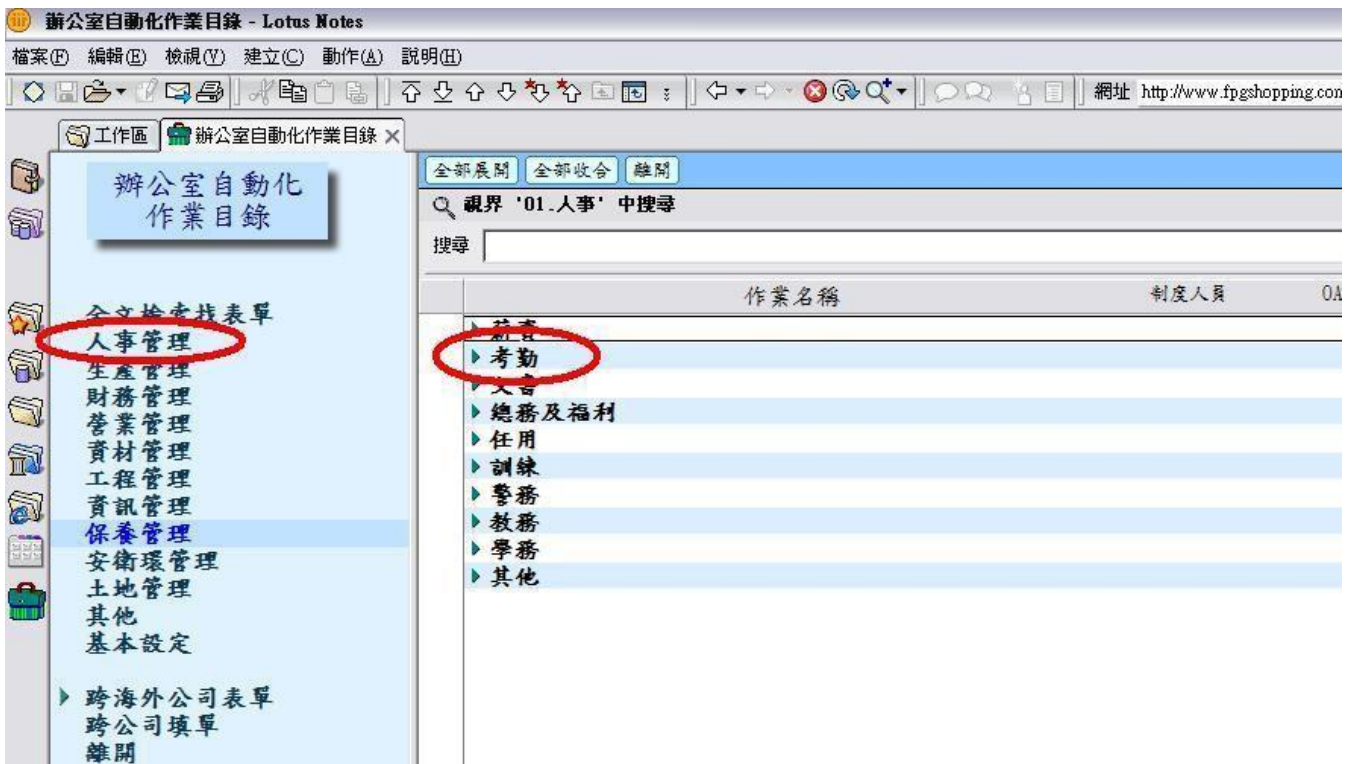 辦公室自動化作業目錄 - Lotus Notes
檔案(F) 編輯(E) 檢視(V) 建立(C) 動作(A) 說明(H)
網址 http://www.fpgshopping.com
工作區 辦公室自動化作業目錄
辦公室自動化
作業目錄
全文檢索找表單
人事管理
生產管理
財務管理
營業管理
資材管理
工程管理
資訊管理
保養管理
安衛環管理
土地管理
其他
基本設定
跨海外公司表單
跨公司填單
離開
全部展開 全部收合 離開
視界 '01.人事' 中搜尋
搜尋
作業名稱 制度人員 OA
薪資
考勤
文書
總務及福利
任用
訓練
警務
教務
學務
其他